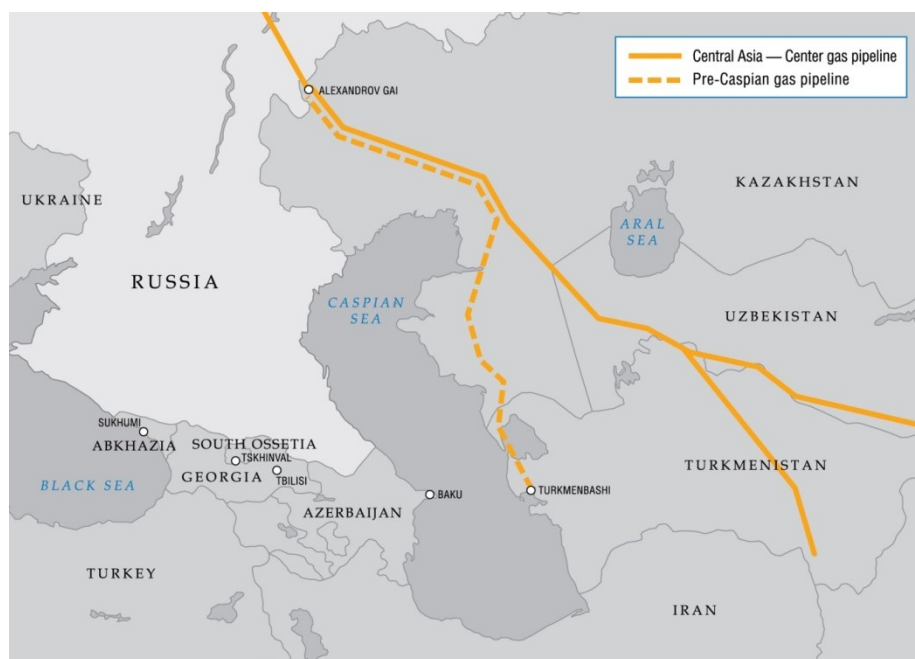 Central Asia — Center gas pipeline
Pre-Caspian gas pipeline
ALEXANDROV GAI
UKRAINE
KAZAKHSTAN
ARAL
SEA
RUSSIA
CASPIAN
SEA
UZBEKISTAN
SUKHUMI
ABKHAZIA
SOUTH OSSETIA
TSKHINVAL
GEORGIA
TBILISI
BLACK SEA
TURKMENISTAN
BAKU
TURKMENBASHI
AZERBAIJAN
TURKEY
IRAN